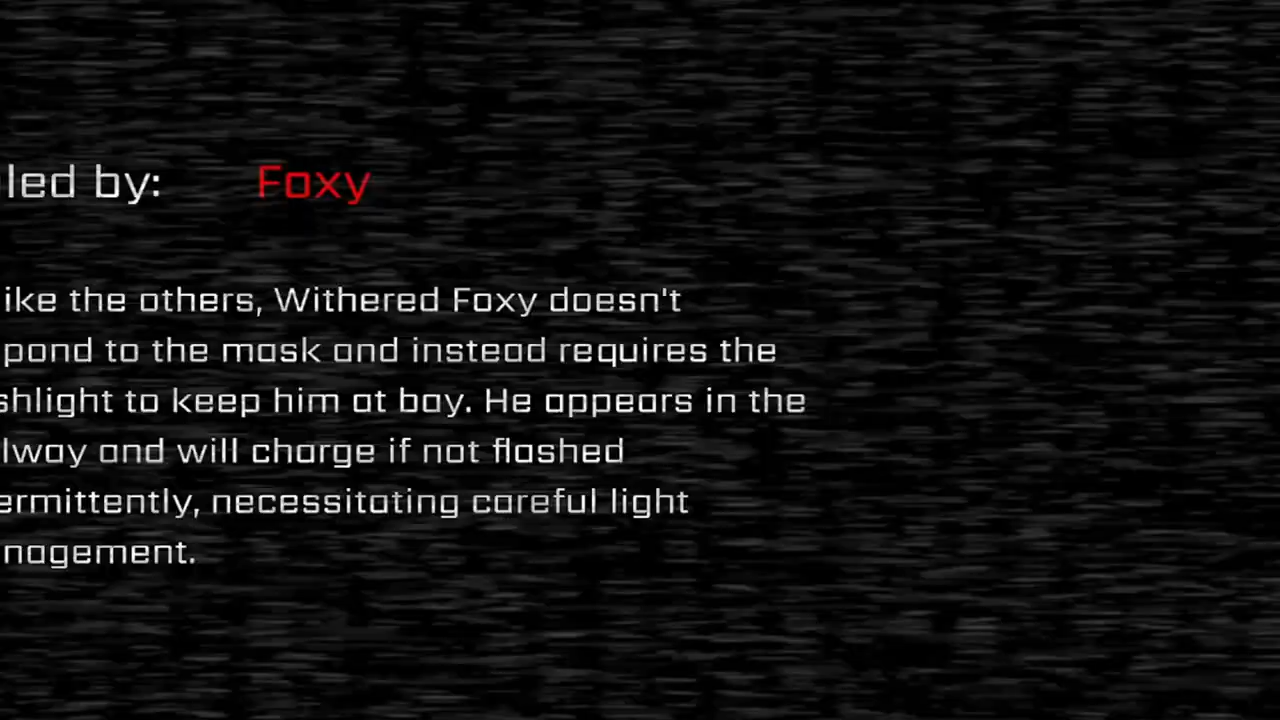 led by: Foxy
ike the others, Withered Foxy doesn't
pond to the mask and instead requires the
shlight to keep him at bay. He appears in the
lway and will charge if not flashed
ermittently, necessitating careful light
nagement.